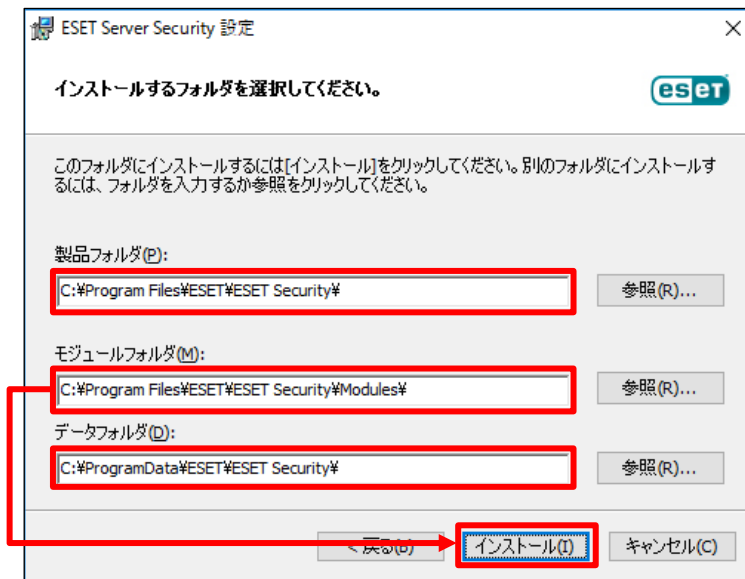 ESET Server Security 設定
インストールするフォルダを選択してください。
eset
このフォルダにインストールするには[インストール]をクリックしてください。別のフォルダにインストールす
るには、フォルダを入力するか参照をクリックしてください。
製品フォルダ(P):
C:¥Program Files¥ESET¥ESET Security¥
参照(R)...
モジュールフォルダ(M):
C:¥Program Files¥ESET¥ESET Security¥Modules¥
参照(R)...
データフォルダ(D):
C:¥ProgramData¥ESET¥ESET Security¥
参照(R)...
< 戻る(B)
インストール(I)
キャンセル(C)